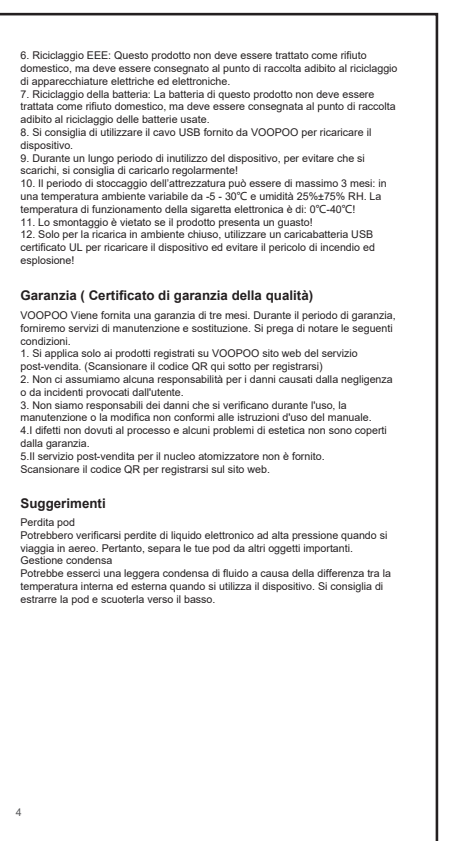 6. Riciclaggio EEE: Questo prodotto non deve essere trattato come rifiuto
domestico, ma deve essere consegnato al punto di raccolta adibito al riciclaggio
di apparecchiature elettriche ed elettroniche.
7. Riciclaggio della batteria: La batteria di questo prodotto non deve essere
trattata come rifiuto domestico, ma deve essere consegnata al punto di raccolta
adibito al riciclaggio delle batterie usate.
8. Si consiglia di utilizzare il cavo USB fornito da VOOPOO per ricaricare il
dispositivo.
9. Durante un lungo periodo di inutilizzo del dispositivo, per evitare che si
scarichi, si consiglia di caricarlo regolarmente!
10. Il periodo di stoccaggio dell'attrezzatura può essere di massimo 3 mesi: in
una temperatura ambiente variabile da -5 - 30℃ e umidità 25%±75% RH. La
temperatura di funzionamento della sigaretta elettronica è di: 0℃-40℃!
11. Lo smontaggio è vietato se il prodotto presenta un guasto!
12. Solo per la ricarica in ambiente chiuso, utilizzare un caricabatteria USB
certificato UL per ricaricare il dispositivo ed evitare il pericolo di incendio ed
esplosione!
Garanzia ( Certificato di garanzia della qualità)
VOOPOO Viene fornita una garanzia di tre mesi. Durante il periodo di garanzia,
forniremo servizi di manutenzione e sostituzione. Si prega di notare le seguenti
condizioni.
1. Si applica solo ai prodotti registrati su VOOPOO sito web del servizio
post-vendita. (Scansionare il codice QR qui sotto per registrarsi)
2. Non ci assumiamo alcuna responsabilità per i danni causati dalla negligenza
o da incidenti provocati dall'utente.
3. Non siamo responsabili dei danni che si verificano durante l'uso, la
manutenzione o la modifica non conformi alle istruzioni d'uso del manuale.
4.I difetti non dovuti al processo e alcuni problemi di estetica non sono coperti
dalla garanzia.
5.Il servizio post-vendita per il nucleo atomizzatore non è fornito.
Scansionare il codice QR per registrarsi sul sito web.
Suggerimenti
Perdita pod
Potrebbero verificarsi perdite di liquido elettronico ad alta pressione quando si
viaggia in aereo. Pertanto, separa le tue pod da altri oggetti importanti.
Gestione condensa
Potrebbe esserci una leggera condensa di fluido a causa della differenza tra la
temperatura interna ed esterna quando si utilizza il dispositivo. Si consiglia di
estrarre la pod e scuoterla verso il basso.
4